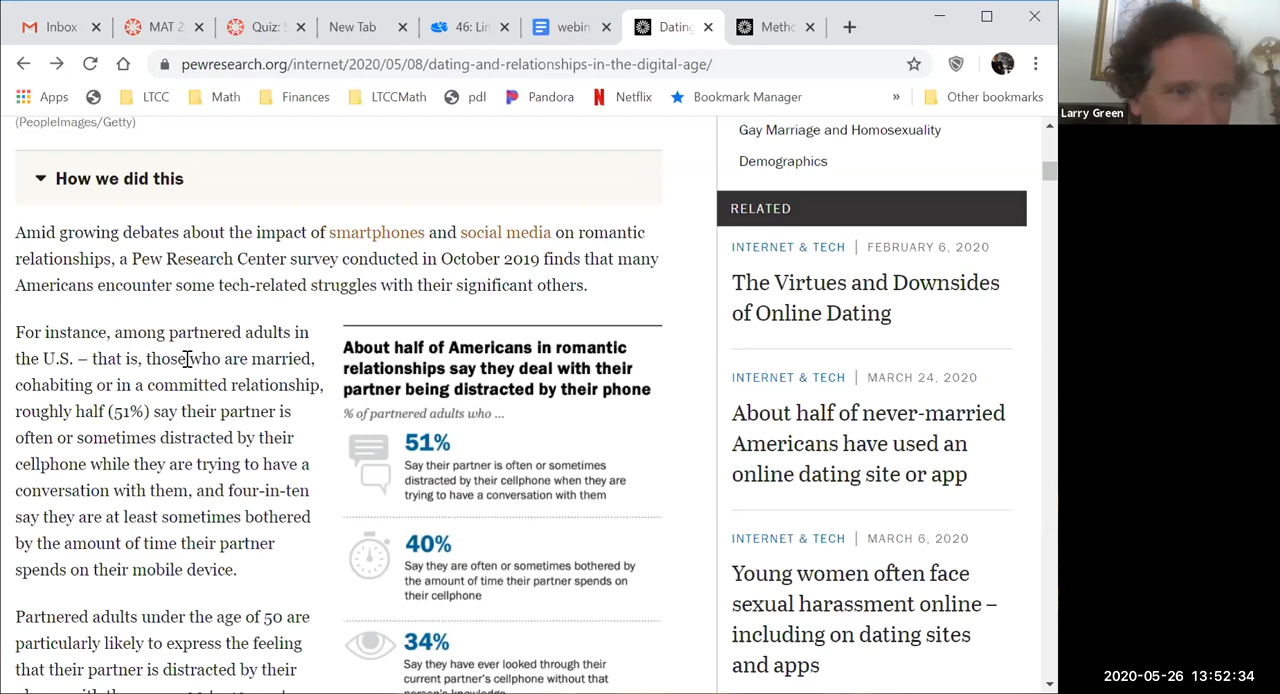 Inbox
MAT 2
Quiz:
New Tab
46: Lin
webin
Datin
Metho
pewresearch.org/internet/2020/05/08/dating-and-relationships-in-the-digital-age/
Apps
LTCC
Math
Finances
LTCCMath
pdl
Pandora
Netflix
Bookmark Manager
»
Other bookmarks
Larry Green
(PeopleImages/Getty)
How we did this
Amid growing debates about the impact of smartphones and social media on romantic
relationships, a Pew Research Center survey conducted in October 2019 finds that many
Americans encounter some tech-related struggles with their significant others.
For instance, among partnered adults in
the U.S. – that is, those who are married,
cohabiting or in a committed relationship,
roughly half (51%) say their partner is
often or sometimes distracted by their
cellphone while they are trying to have a
conversation with them, and four-in-ten
say they are at least sometimes bothered
by the amount of time their partner
spends on their mobile device.
Partnered adults under the age of 50 are
particularly likely to express the feeling
that their partner is distracted by their
About half of Americans in romantic
relationships say they deal with their
partner being distracted by their phone
% of partnered adults who ...
51%
Say their partner is often or sometimes
distracted by their cellphone when they are
trying to have a conversation with them
40%
Say they are often or sometimes bothered by
the amount of time their partner spends on
their cellphone
34%
Say they have ever looked through their
current partner's cellphone without that
person's knowledge
Gay Marriage and Homosexuality
Demographics
RELATED
INTERNET & TECH | FEBRUARY 6, 2020
The Virtues and Downsides
of Online Dating
INTERNET & TECH | MARCH 24, 2020
About half of never-married
Americans have used an
online dating site or app
INTERNET & TECH | MARCH 6, 2020
Young women often face
sexual harassment online –
including on dating sites
and apps
2020-05-26 13:52:34